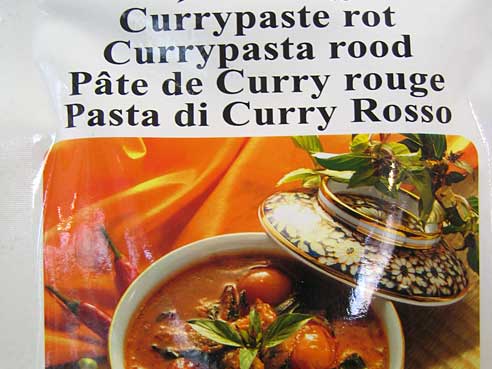 Currypaste rot
Currypasta rood
Pâte de Curry rouge
Pasta di Curry Rosso